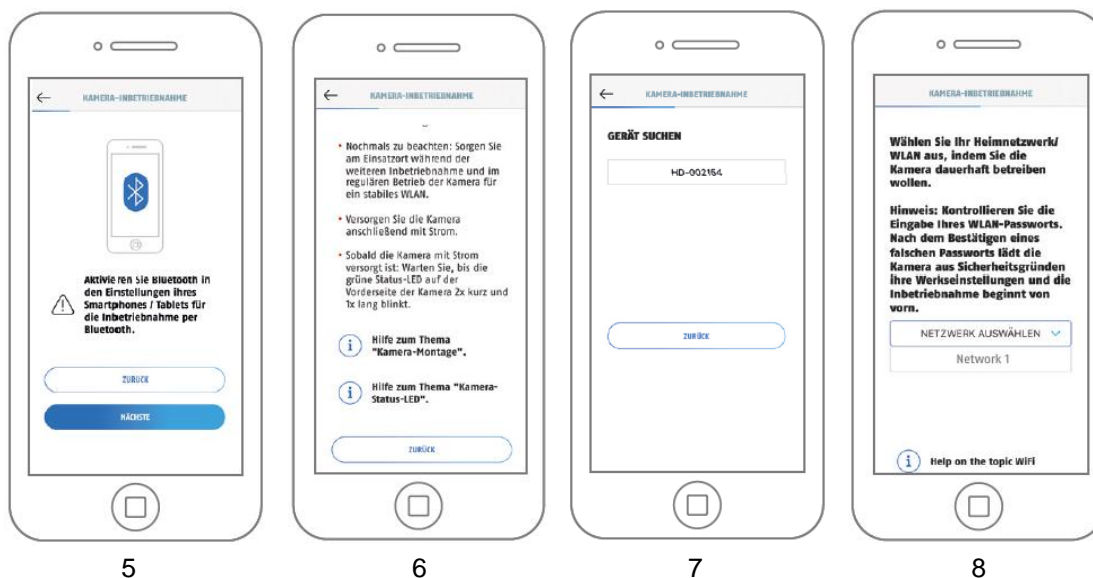 KAMERA-INBETRIEBNAHME
Aktivieren Sie Bluetooth in
den Einstellungen Ihres
Smartphones / Tablets für
die Inbetriebnahme per
Bluetooth.
ZURÜCK
NÄCHSTE
5
KAMERA-INBETRIEBNAHME
• Nochmals zu beachten: Sorgen Sie
am Einsatzort während der
weiteren Inbetriebnahme und im
regulären Betrieb der Kamera für
ein stabiles WLAN.
• Versorgen Sie die Kamera
anschließend mit Strom.
• Sobald die Kamera mit Strom
versorgt ist: Warten Sie, bis die
grüne Status-LED auf der
Vorderseite der Kamera 2x kurz und
1x lang blinkt.
Hilfe zum Thema
"Kamera-Montage".
Hilfe zum Thema "Kamera-
Status-LED".
ZURÜCK
6
KAMERA-INBETRIEBNAHME
GERÄT SUCHEN
HD-002154
ZURÜCK
7
KAMERA-INBETRIEBNAHME
Wählen Sie Ihr Heimnetzwerk/
WLAN aus, indem Sie die
Kamera dauerhaft betreiben
wollen.
Hinweis: Kontrollieren Sie die
Eingabe Ihres WLAN-Passworts.
Nach dem Bestätigen eines
falschen Passworts lädt die
Kamera aus Sicherheitsgründen
ihre Werkseinstellungen und die
Inbetriebnahme beginnt von
vorn.
NETZWERK AUSWÄHLEN
Network 1
Help on the topic WiFi
8